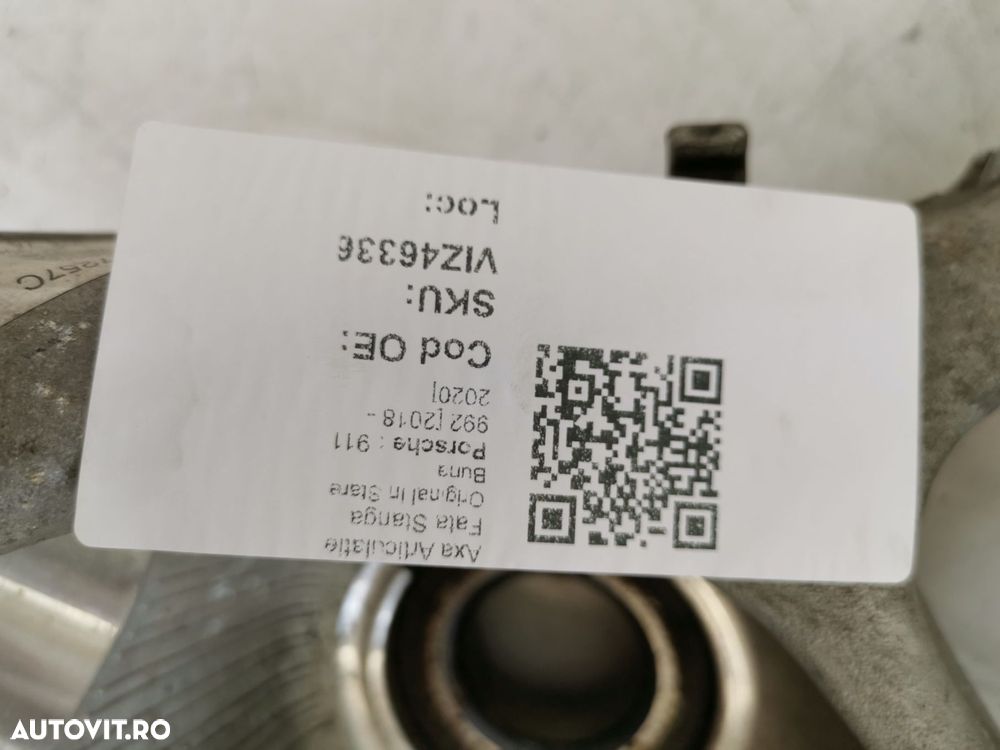 Axa Articulatie
Fata Stanga
Original In Stare
Buna
Porsche : 911
992 [2018 -
2020]
Cod OE:
SKU:
VIZ46336
Loc:
7257C
AUTOVIT.RO